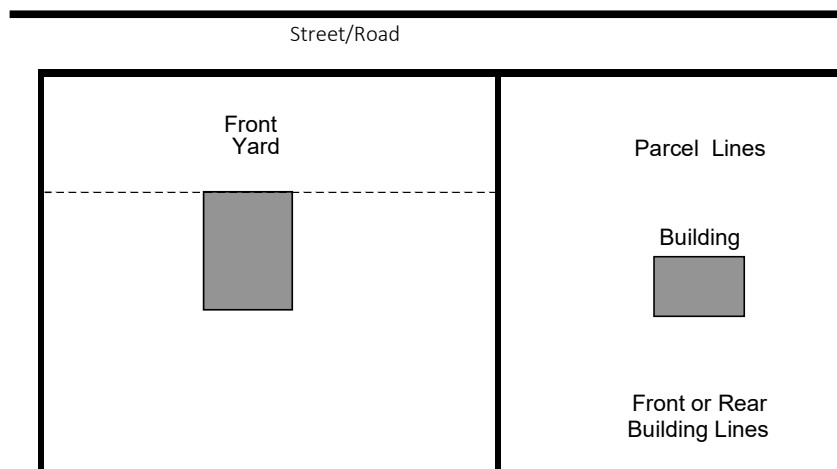 Street/Road
Front
Yard
Parcel Lines
Building
Front or Rear
Building Lines